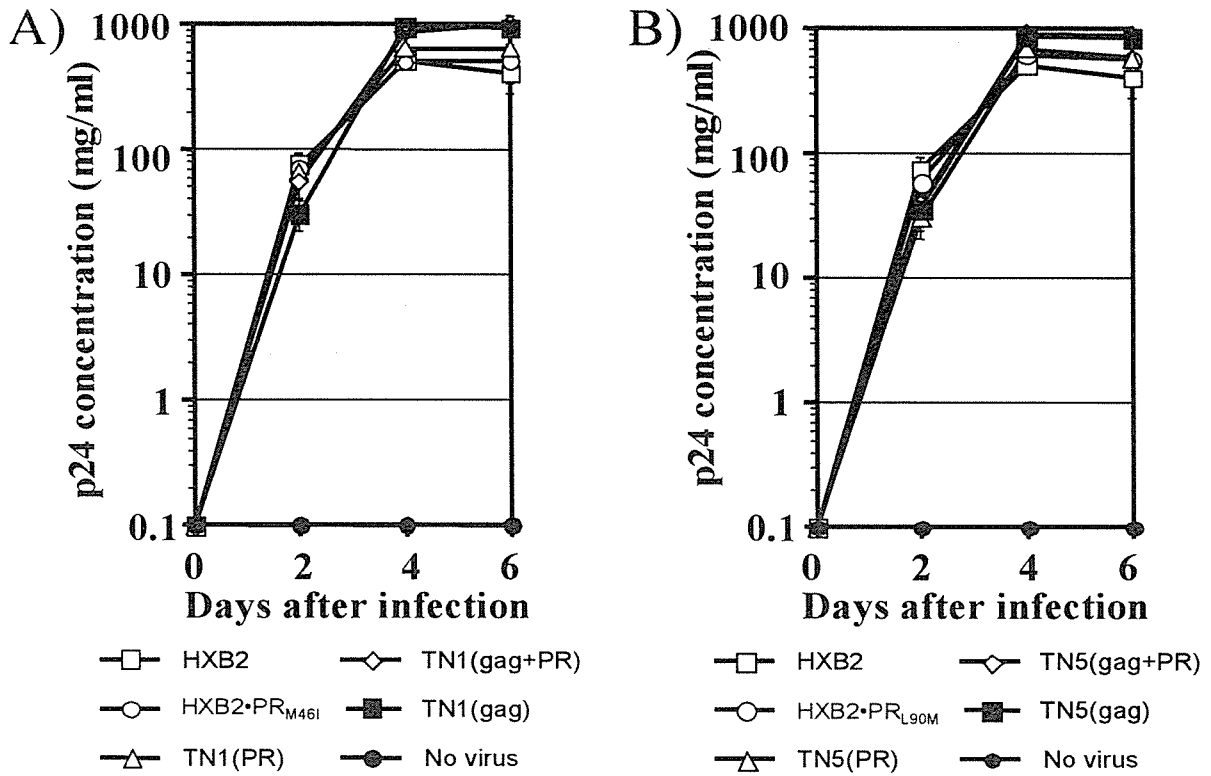 A)
p24 concentration (mg/ml)
1000
100
10
1
0.1
0 2 4 6
Days after infection
HXB2
TN1(gag+PR)
HXB2•PRM46I
TN1(gag)
TN1(PR)
No virus
B)
p24 concentration (mg/ml)
1000
100
10
1
0.1
0 2 4 6
Days after infection
HXB2
TN5(gag+PR)
HXB2•PRL90M
TN5(gag)
TN5(PR)
No virus